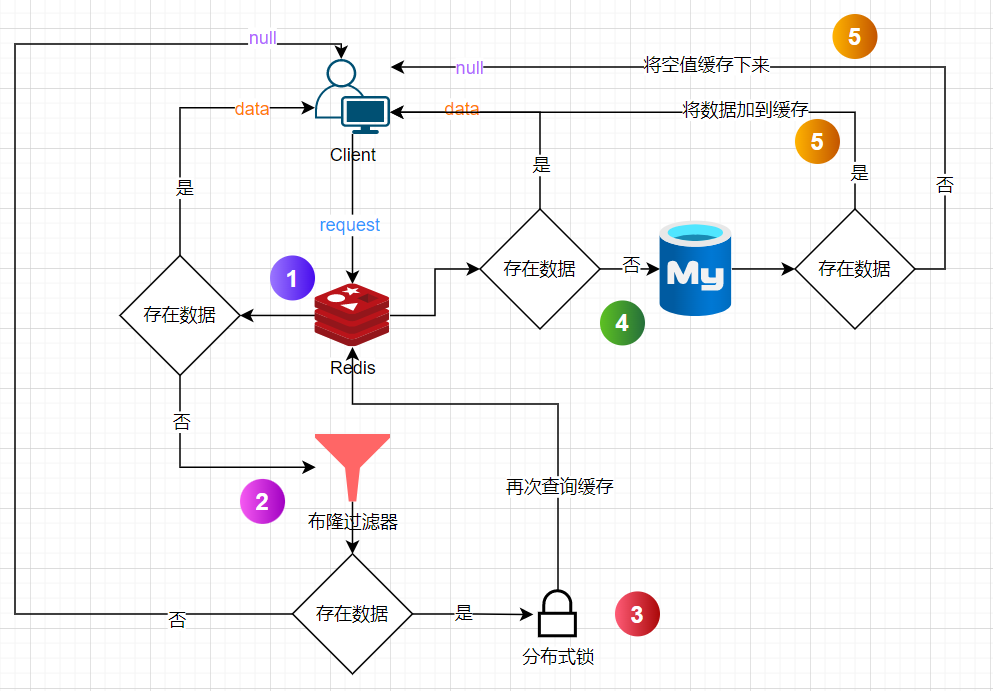 null
5
null
将空值缓存下来
data
data
将数据加到缓存
5
Client
是
是
是
否
request
1
存在数据
否
存在数据
My
存在数据
4
Redis
否
再次查询缓存
2
布隆过滤器
否
存在数据
是
3
分布式锁